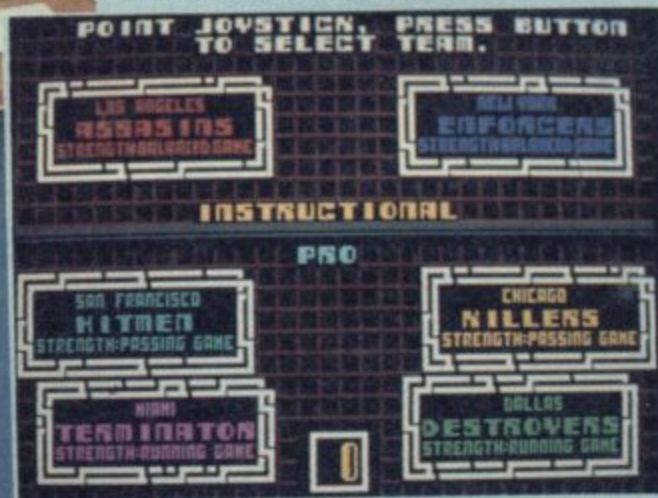 POINT JOYSTICK, PRESS BUTTON
TO SELECT TEAM.
LOS ANGELES
ASSASINS
STRENGTH:BALANCED GAME
NEW YORK
ENFORCERS
STRENGTH:BALANCED GAME
INSTRUCTIONAL
PRO
SAN FRANCISCO
HITMEN
STRENGTH:PASSING GAME
CHICAGO
KILLERS
STRENGTH:PASSING GAME
MIAMI
TERMINATOR
STRENGTH:RUNNING GAME
DALLAS
DESTROYERS
STRENGTH:RUNNING GAME
0